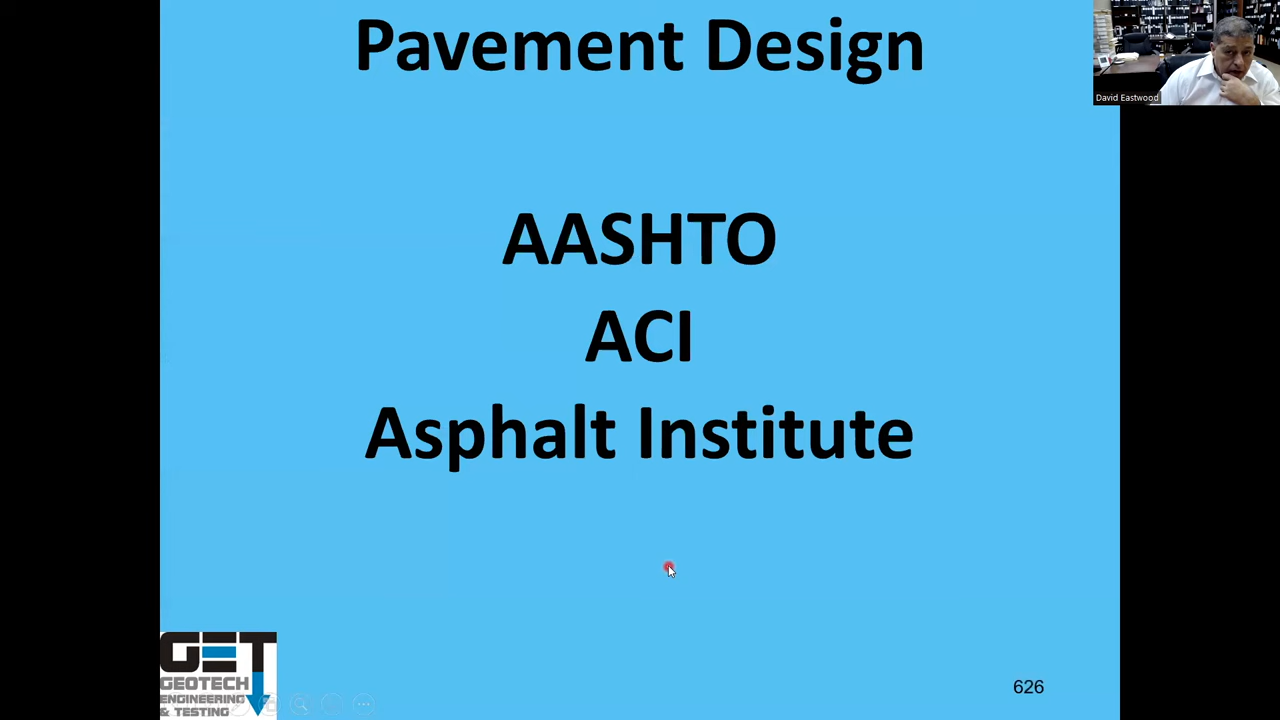 Pavement Design
David Eastwood
AASHTO
ACI
Asphalt Institute
GET
GEOTECH
ENGINEERING
& TESTING
626